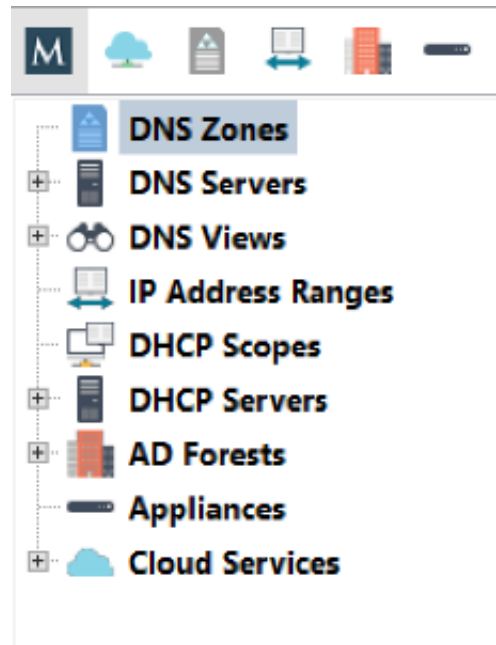 M
DNS Zones
DNS Servers
DNS Views
IP Address Ranges
DHCP Scopes
DHCP Servers
AD Forests
Appliances
Cloud Services